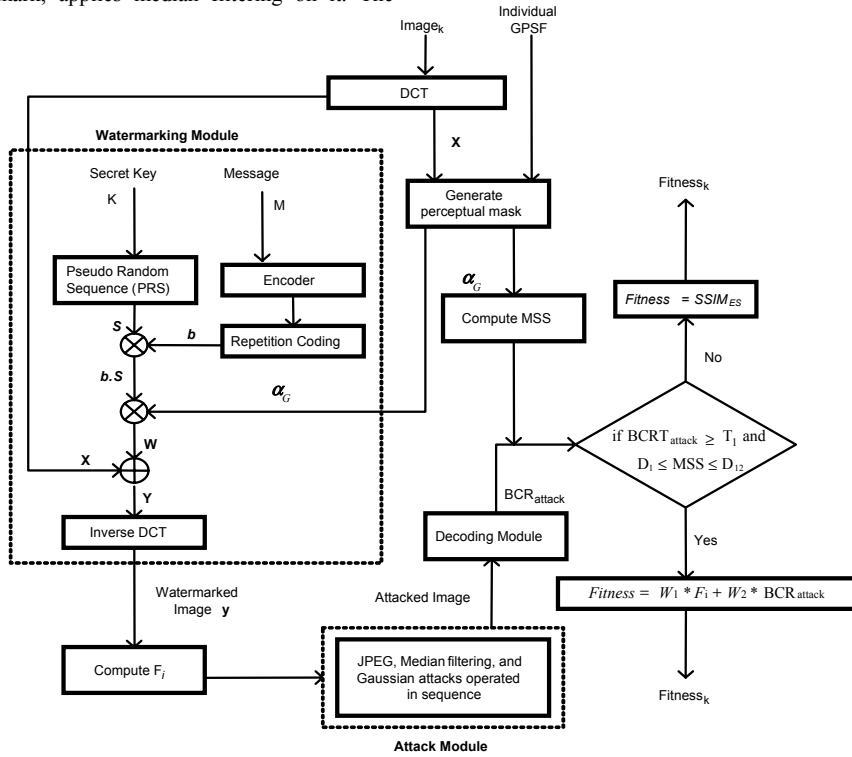 mark, applies median filtering on it. The
Individual
GPSF
Image_k
DCT
X
Watermarking Module
Secret Key
K
Message
M
Generate
perceptual mask
Fitness_k
Pseudo Random
Sequence (PRS)
Encoder
α_G
Fitness = SSIM_ES
Compute MSS
S
b
Repetition Coding
No
b.S
α_G
if BCRT_attack ≥ T_1 and
D_1 ≤ MSS ≤ D_12
W
X
Y
BCR_attack
Inverse DCT
Decoding Module
Yes
Watermarked
Image y
Attacked Image
Fitness = W_1 * F_i + W_2 * BCR_attack
Compute F_i
JPEG, Median filtering, and
Gaussian attacks operated
in sequence
Fitness_k
Attack Module